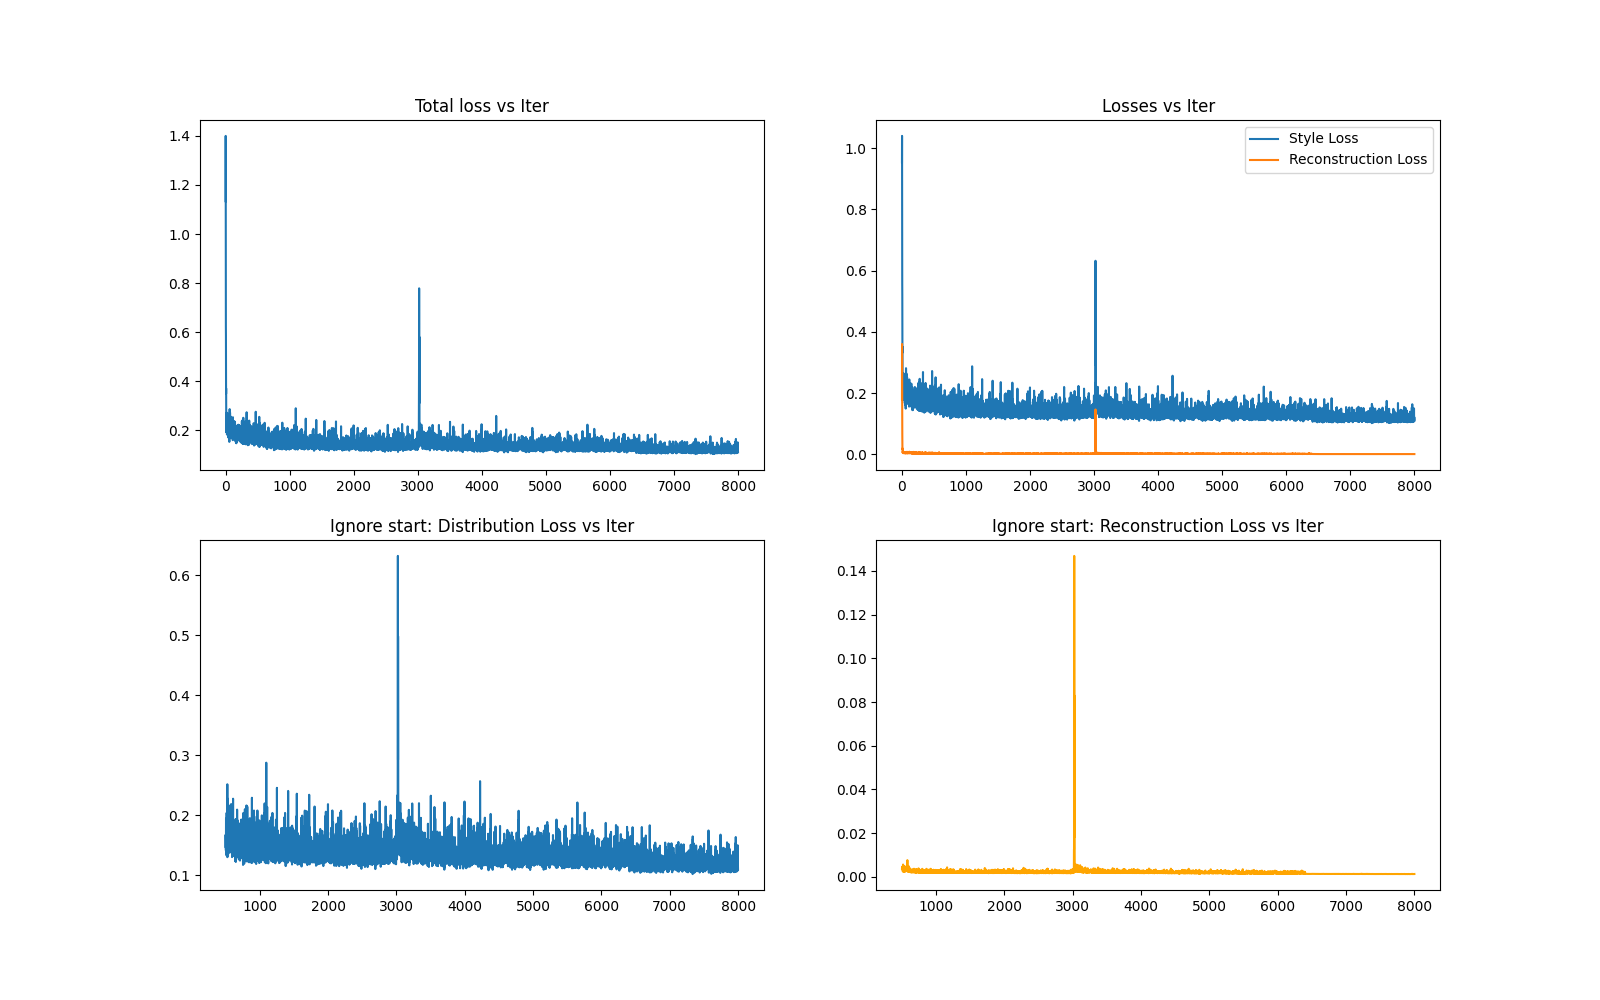 Total loss vs Iter
1.4
1.2
1.0
0.8
0.6
0.4
0.2
0 1000 2000 3000 4000 5000 6000 7000 8000
Losses vs Iter
Style Loss
Reconstruction Loss
1.0
0.8
0.6
0.4
0.2
0.0
0 1000 2000 3000 4000 5000 6000 7000 8000
Ignore start: Distribution Loss vs Iter
0.6
0.5
0.4
0.3
0.2
0.1
1000 2000 3000 4000 5000 6000 7000 8000
Ignore start: Reconstruction Loss vs Iter
0.14
0.12
0.10
0.08
0.06
0.04
0.02
0.00
1000 2000 3000 4000 5000 6000 7000 8000